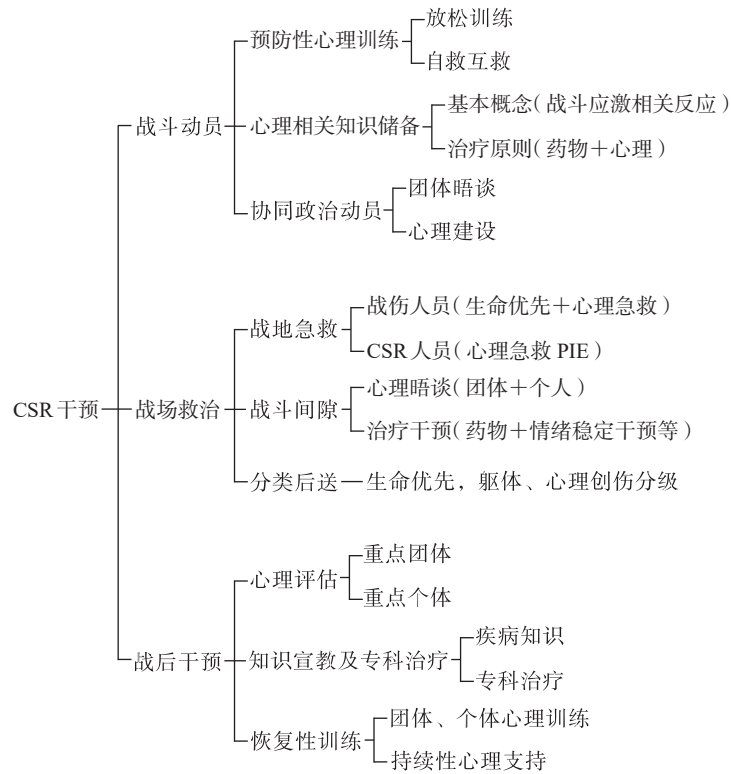 CSR干预
战斗动员
预防性心理训练
放松训练
自救互救
心理相关知识储备
基本概念(战斗应激相关反应)
治疗原则(药物+心理)
协同政治动员
团体晤谈
心理建设
战场救治
战地急救
战伤人员(生命优先+心理急救)
CSR人员(心理急救 PIE)
战斗间隙
心理晤谈(团体+个人)
治疗干预(药物+情绪稳定干预等)
分类后送
生命优先，躯体、心理创伤分级
战后干预
心理评估
重点团体
重点个体
知识宣教及专科治疗
疾病知识
专科治疗
恢复性训练
团体、个体心理训练
持续性心理支持